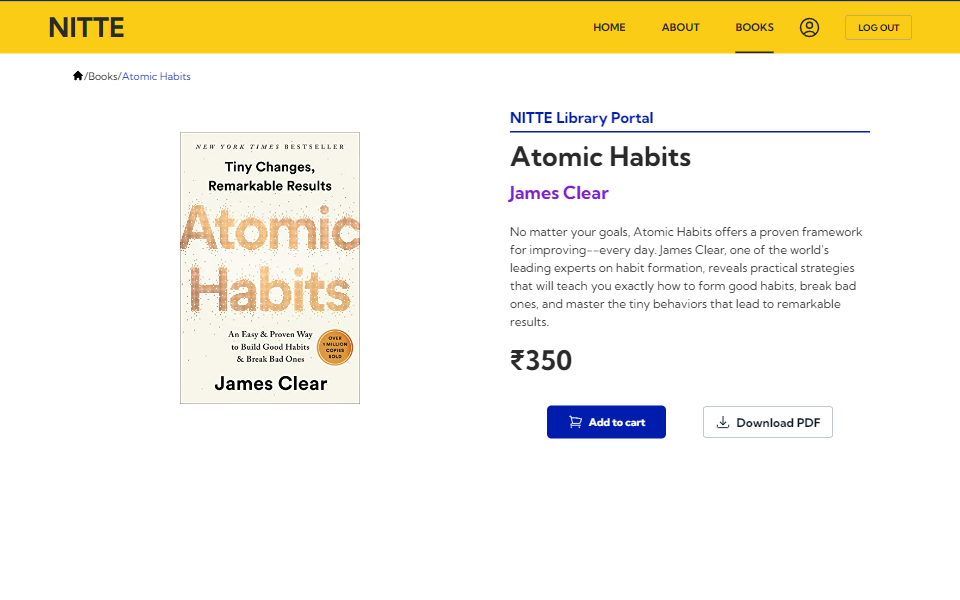 NITTE
HOME ABOUT BOOKS LOG OUT
/Books/Atomic Habits
NEW YORK TIMES BESTSELLER
Tiny Changes,
Remarkable Results
Atomic
Habits
An Easy & Proven Way
to Build Good Habits
& Break Bad Ones
OVER
1 MILLION
COPIES
SOLD
James Clear
NITTE Library Portal
Atomic Habits
James Clear
No matter your goals, Atomic Habits offers a proven framework
for improving--every day. James Clear, one of the world's
leading experts on habit formation, reveals practical strategies
that will teach you exactly how to form good habits, break bad
ones, and master the tiny behaviors that lead to remarkable
results.
₹350
Add to cart Download PDF